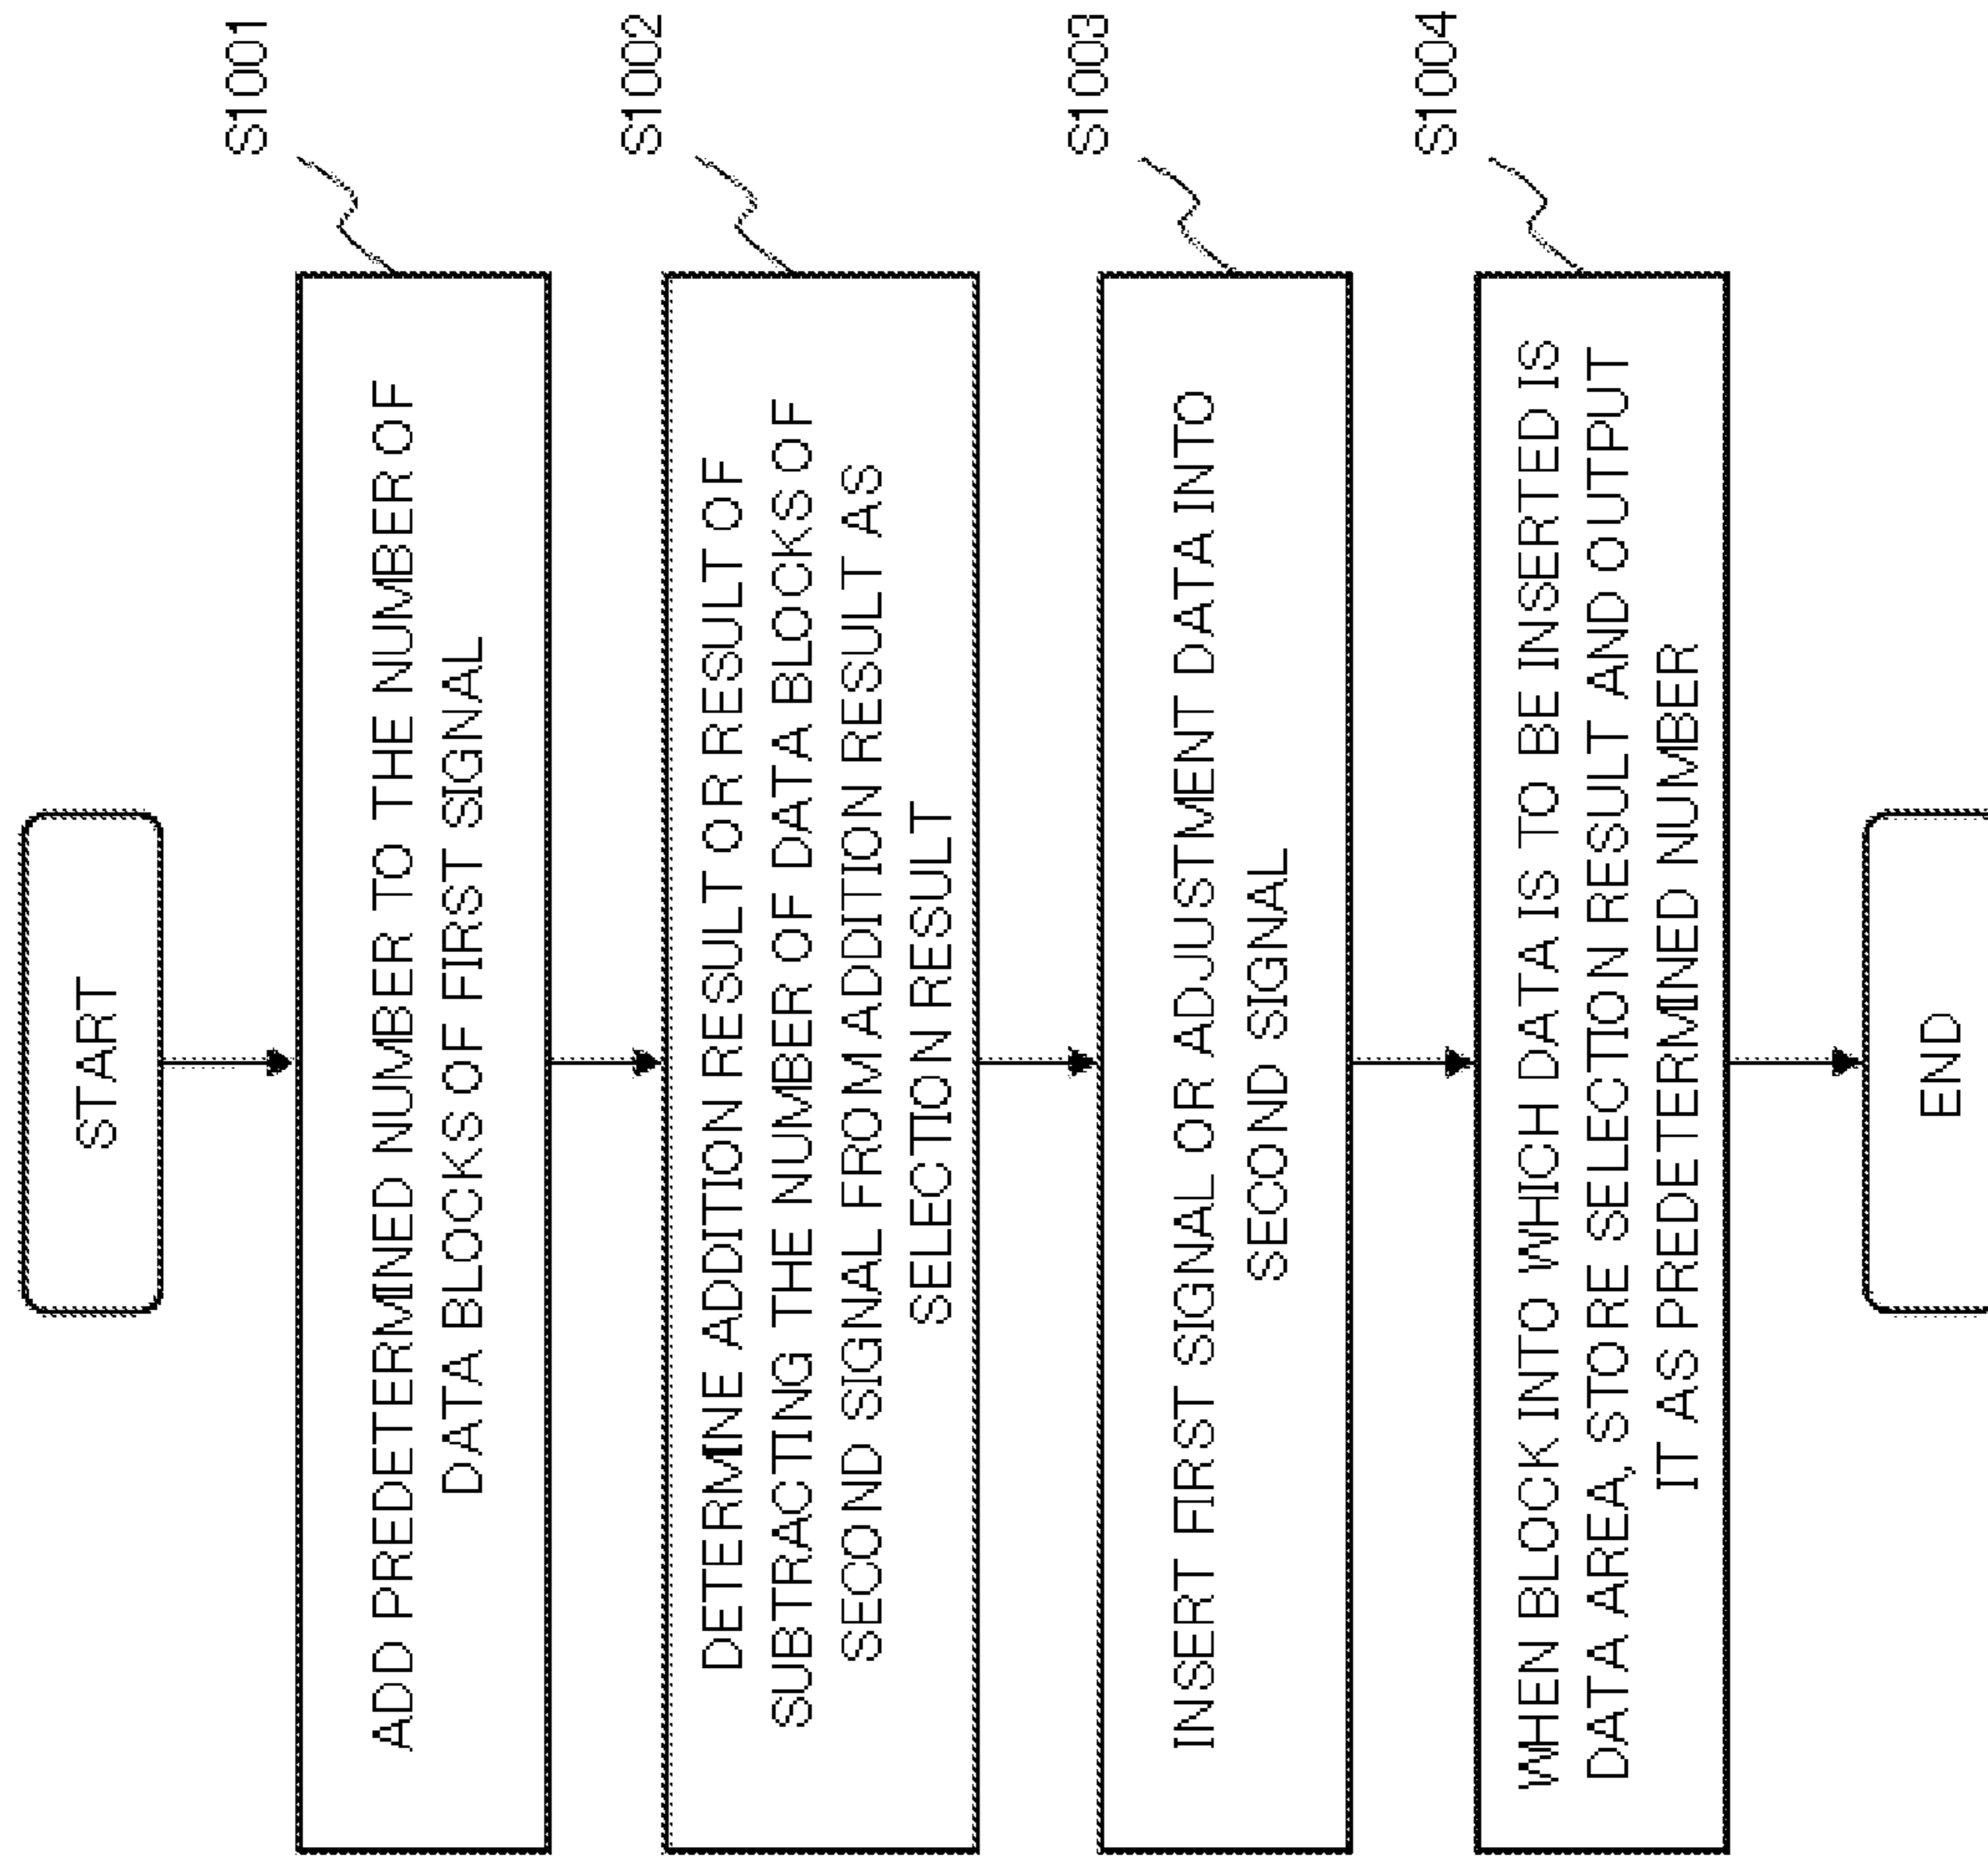 START
S1001
ADD PREDETERMINED NUMBER TO THE NUMBER OF
DATA BLOCKS OF FIRST SIGNAL
S1002
DETERMINE ADDITION RESULT OR RESULT OF
SUBTRACTING THE NUMBER OF DATA BLOCKS OF
SECOND SIGNAL FROM ADDITION RESULT AS
SELECTION RESULT
S1003
INSERT FIRST SIGNAL OR ADJUSTMENT DATA INTO
SECOND SIGNAL
S1004
WHEN BLOCK INTO WHICH DATA IS TO BE INSERTED IS
DATA AREA, STORE SELECTION RESULT AND OUTPUT
IT AS PREDETERMINED NUMBER
END